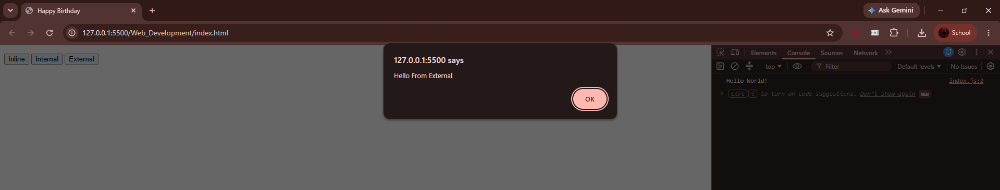 Happy Birthday
Ask Gemini
127.0.0.1:5500/Web_Development/index.html
School
Inline Internal External
127.0.0.1:5500 says
Hello From External
OK
Elements Console Sources Network
top Filter Default levels No Issues
Hello World! index.js:2
ctrl i to turn on code suggestions. Don't show again NEW